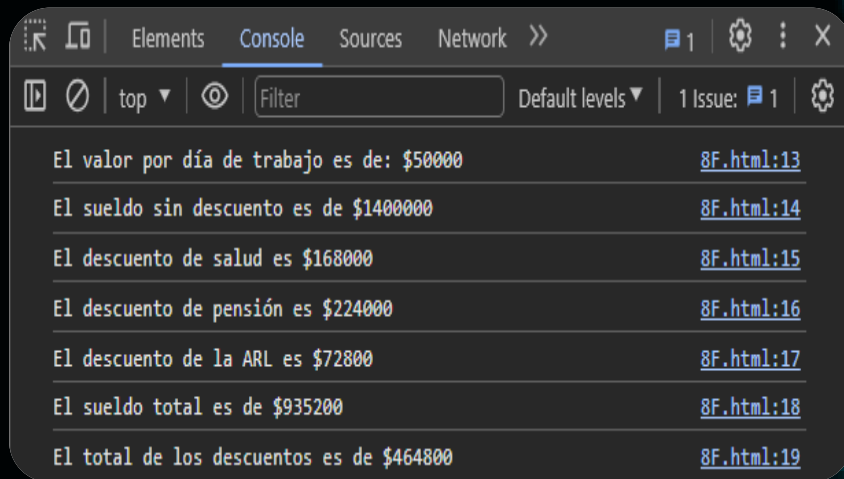 Elements Console Sources Network 1
top Filter Default levels 1 Issue: 1
El valor por día de trabajo es de: $50000 8F.html:13
El sueldo sin descuento es de $1400000 8F.html:14
El descuento de salud es $168000 8F.html:15
El descuento de pensión es $224000 8F.html:16
El descuento de la ARL es $72800 8F.html:17
El sueldo total es de $935200 8F.html:18
El total de los descuentos es de $464800 8F.html:19